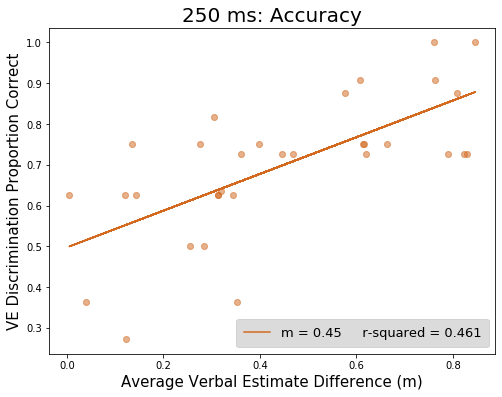 250 ms: Accuracy
VE Discrimination Proportion Correct
1.0
0.9
0.8
0.7
0.6
0.5
0.4
0.3
m = 0.45 r-squared = 0.461
0.0 0.2 0.4 0.6 0.8
Average Verbal Estimate Difference (m)